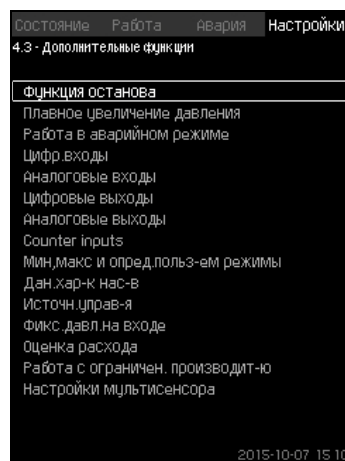 Состояние Работа Авария Настройки
4.3 - Дополнительные функции
Функция останова
Плавное увеличение давления
Работа в аварийном режиме
Цифр.входы
Аналоговые входы
Цифровые выходы
Аналоговые выходы
Counter inputs
Мин,макс и опред.польз-ем режимы
Дан.хар-к нас-в
Источн.управ-я
Фикс.давл.на входе
Оценка расхода
Работа с ограничен. производит-ю
Настройки мультисенсора
2015-10-07 15:10